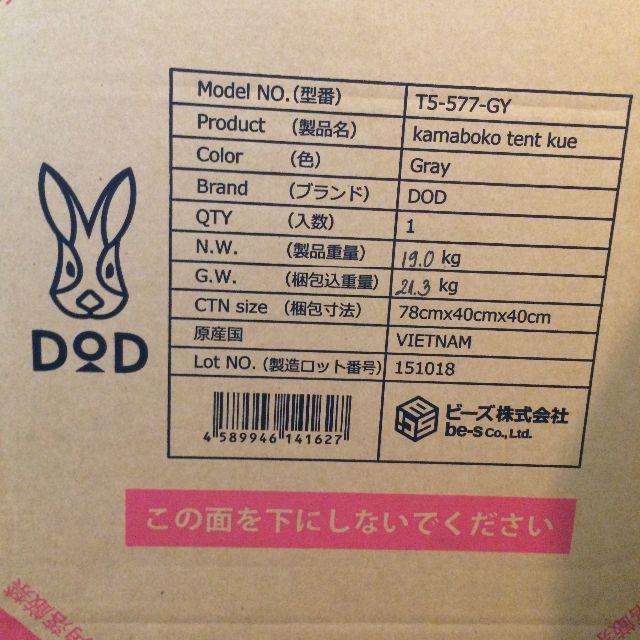 Model NO.(型番) T5-577-GY
Product (製品名) kamaboko tent kue
Color (色) Gray
Brand (ブランド) DOD
QTY (入数) 1
N.W. (製品重量) 19.0 kg
G.W. (梱包込重量) 21.3 kg
CTN size (梱包寸法) 78cmx40cmx40cm
原産国 VIETNAM
Lot NO. (製造ロット番号) 151018
DOD
4 589946 141627
ビーズ株式会社
be-s Co., Ltd.
この面を下にしないでください